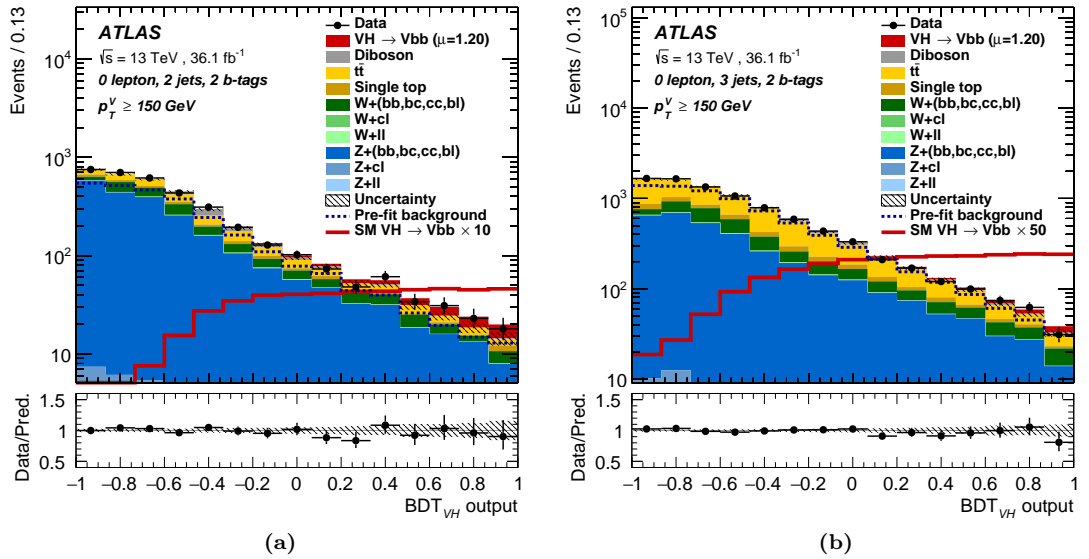 Events / 0.13
ATLAS
√s = 13 TeV , 36.1 fb⁻¹
0 lepton, 2 jets, 2 b-tags
p_T^V ≥ 150 GeV
Data
VH → Vbb (μ=1.20)
Diboson
tt̄
Single top
W+(bb,bc,cc,bl)
W+cl
W+ll
Z+(bb,bc,cc,bl)
Z+cl
Z+ll
Uncertainty
Pre-fit background
SM VH → Vbb × 10
10⁴
10³
10²
10
Data/Pred.
1.5
1
0.5
−1 −0.8 −0.6 −0.4 −0.2 0 0.2 0.4 0.6 0.8 1
BDT_VH output
(a)
Events / 0.13
ATLAS
√s = 13 TeV , 36.1 fb⁻¹
0 lepton, 3 jets, 2 b-tags
p_T^V ≥ 150 GeV
Data
VH → Vbb (μ=1.20)
Diboson
tt̄
Single top
W+(bb,bc,cc,bl)
W+cl
W+ll
Z+(bb,bc,cc,bl)
Z+cl
Z+ll
Uncertainty
Pre-fit background
SM VH → Vbb × 50
10⁵
10⁴
10³
10²
10
Data/Pred.
1.5
1
0.5
−1 −0.8 −0.6 −0.4 −0.2 0 0.2 0.4 0.6 0.8 1
BDT_VH output
(b)